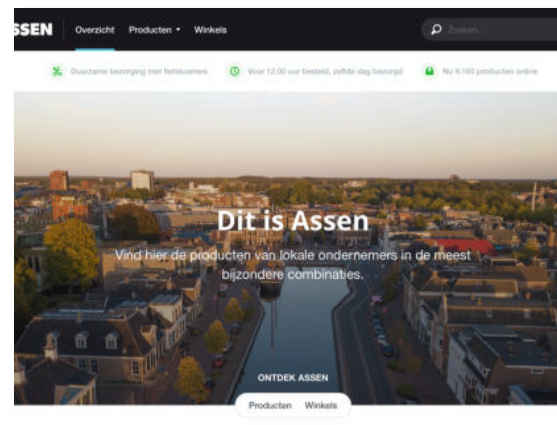 SSEN
Overzicht Producten Winkels
Zoeken...
Duurzame bezorging met fietskoeriers
Voor 12.00 uur besteld, zelfde dag bezorgd
Nu 9.160 producten online
Dit is Assen
Vind hier de producten van lokale ondernemers in de meest
bijzondere combinaties.
ONTDEK ASSEN
Producten Winkels